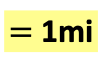 = 1mi